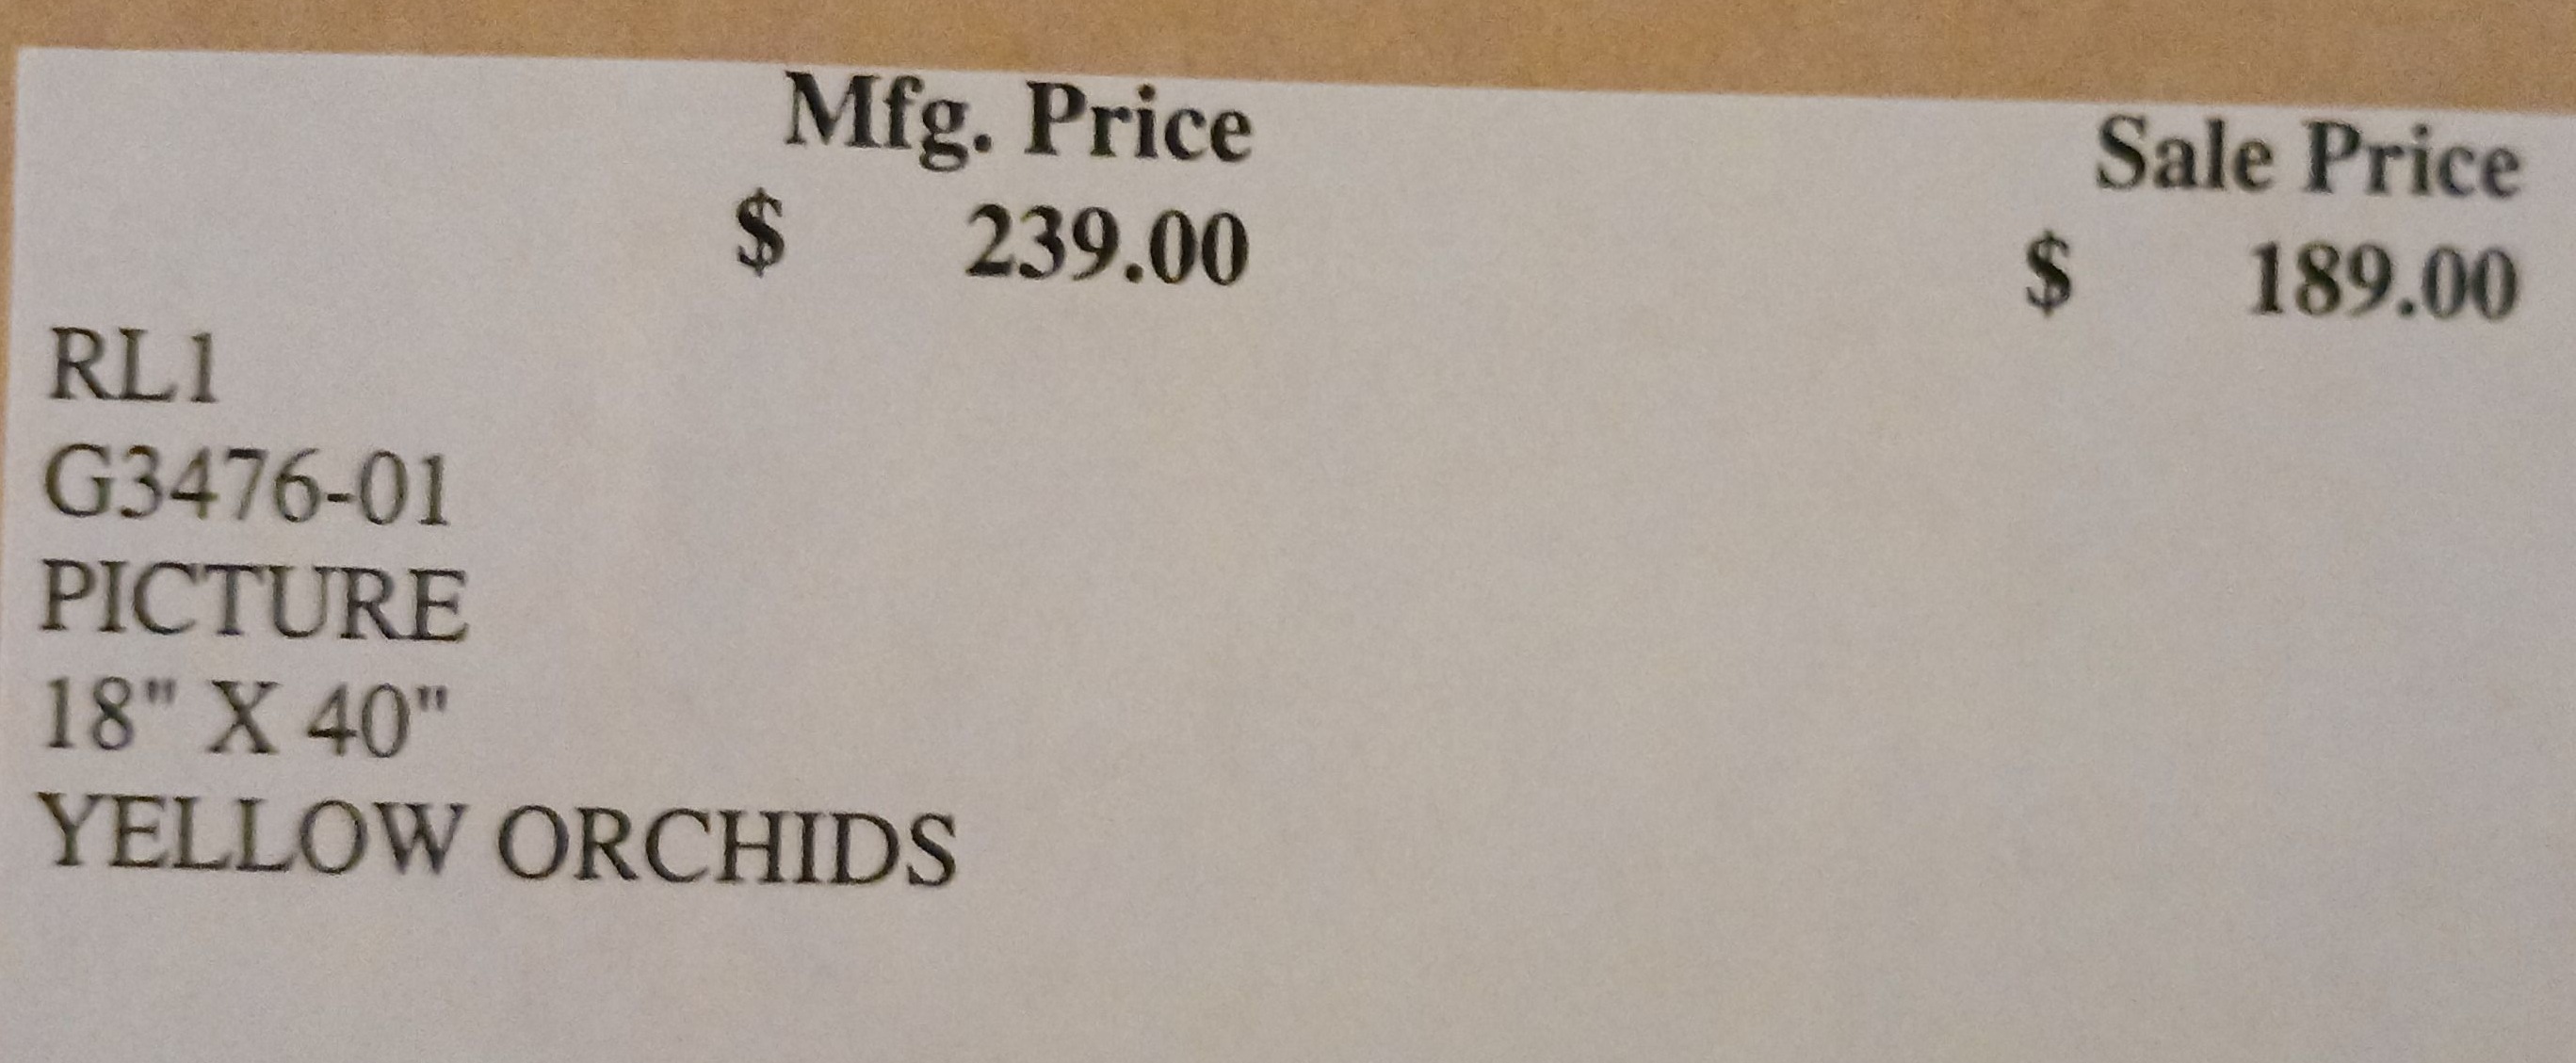 Mfg. Price Sale Price
$ 239.00 $ 189.00
RL1
G3476-01
PICTURE
18" X 40"
YELLOW ORCHIDS